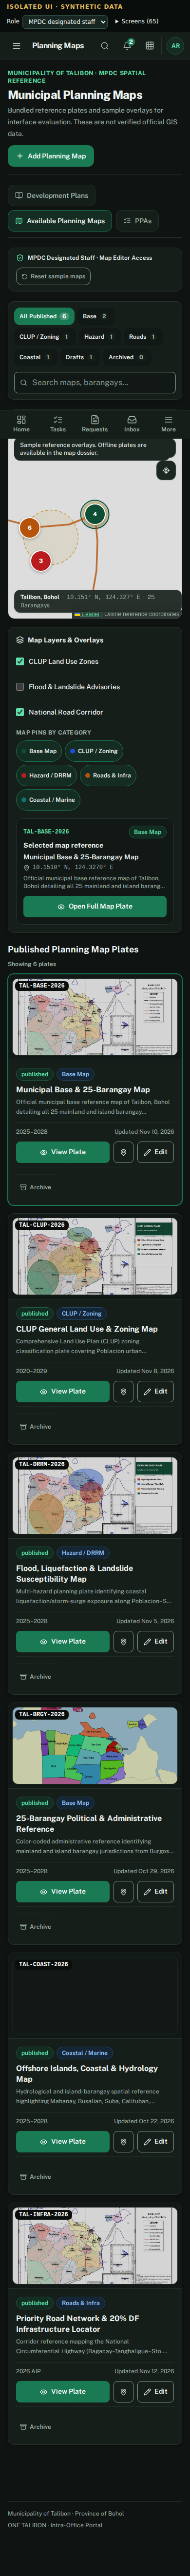 ISOLATED UI · SYNTHETIC DATA
Role MPDC designated staff ▸ Screens (65)
Planning Maps 2 AR
MUNICIPALITY OF TALIBON · MPDC SPATIAL
REFERENCE
Municipal Planning Maps
Bundled reference plates and sample overlays for
interface evaluation. These are not verified official GIS
data.
Add Planning Map
Development Plans
Available Planning Maps PPAs
MPDC Designated Staff · Map Editor Access
Reset sample maps
All Published 6 Base 2
CLUP / Zoning 1 Hazard 1 Roads 1
Coastal 1 Drafts 1 Archived 0
Search maps, barangays...
Home Tasks Requests Inbox More
Sample reference overlays. Offline plates are
available in the map dossier.
4
6
3
Talibon, Bohol · 10.151° N, 124.327° E · 25
Barangays
Leaflet | Offline reference coordinates
Map Layers & Overlays
CLUP Land Use Zones
Flood & Landslide Advisories
National Road Corridor
MAP PINS BY CATEGORY
Base Map CLUP / Zoning
Hazard / DRRM Roads & Infra
Coastal / Marine
TAL-BASE-2026 Base Map
Selected map reference
Municipal Base & 25-Barangay Map
10.1510° N, 124.3270° E
Official municipal base reference map of Talibon,
Bohol detailing all 25 mainland and island barang...
Open Full Map Plate
Published Planning Map Plates
Showing 6 plates
TAL-BASE-2026
published Base Map
Municipal Base & 25-Barangay Map
Official municipal base reference map of Talibon, Bohol
detailing all 25 mainland and island barangay...
2025–2028 Updated Nov 10, 2026
View Plate Edit
Archive
TAL-CLUP-2026
published CLUP / Zoning
CLUP General Land Use & Zoning Map
Comprehensive Land Use Plan (CLUP) zoning
classification plate covering Poblacion urban...
2020–2029 Updated Nov 8, 2026
View Plate Edit
Archive
TAL-DRRM-2026
published Hazard / DRRM
Flood, Liquefaction & Landslide
Susceptibility Map
Multi-hazard planning plate identifying coastal
liquefaction/storm-surge exposure along Poblacion–S...
2025–2028 Updated Nov 5, 2026
View Plate Edit
Archive
TAL-BRGY-2026
published Base Map
25-Barangay Political & Administrative
Reference
Color-coded administrative reference identifying
mainland and island barangay jurisdictions from Burgos...
2025–2028 Updated Oct 29, 2026
View Plate Edit
Archive
TAL-COAST-2026
published Coastal / Marine
Offshore Islands, Coastal & Hydrology
Map
Hydrological and island-barangay spatial reference
highlighting Mahanay, Busalian, Suba, Calituban,...
2025–2028 Updated Oct 22, 2026
View Plate Edit
Archive
TAL-INFRA-2026
published Roads & Infra
Priority Road Network & 20% DF
Infrastructure Locator
Corridor reference mapping the National
Circumferential Highway (Bagacay–Tanghaligue–Sto....
2026 AIP Updated Nov 12, 2026
View Plate Edit
Archive
Municipality of Talibon · Province of Bohol
ONE TALIBON · Intra-Office Portal